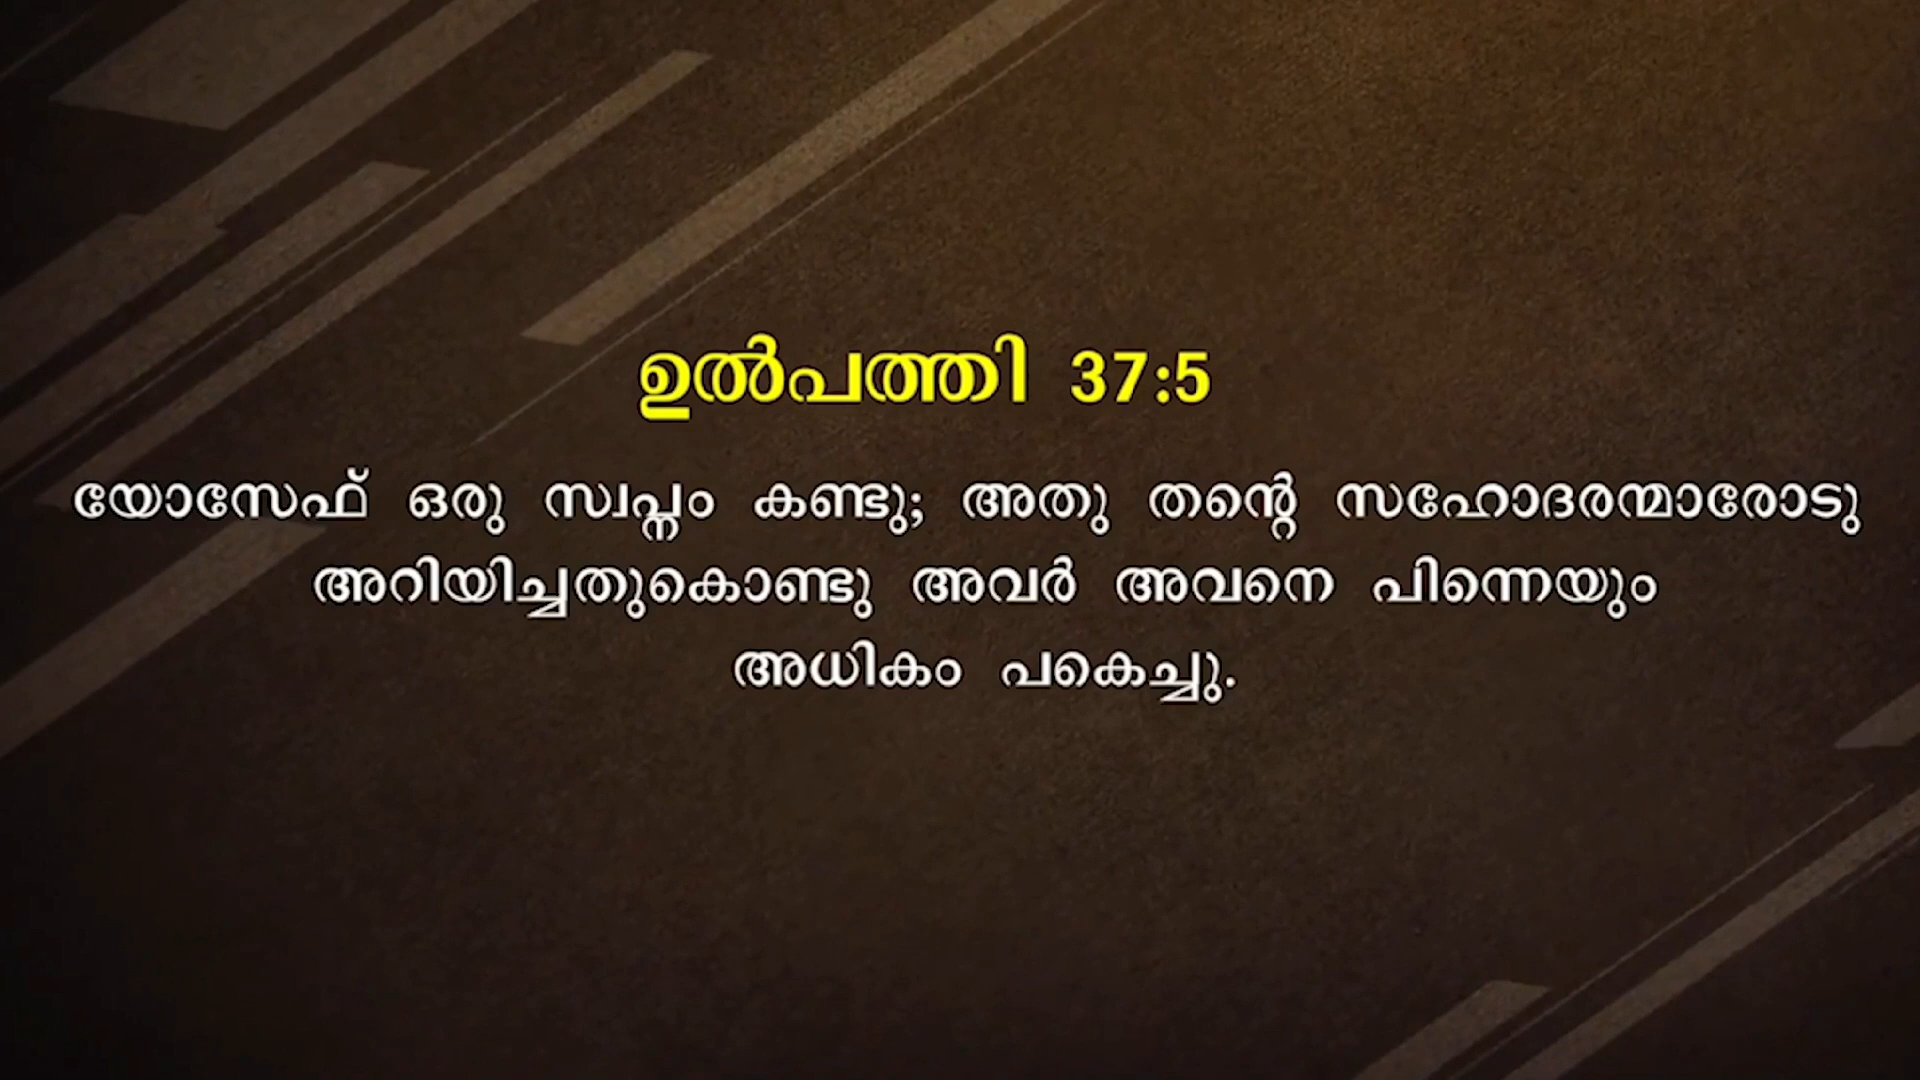 ഉൽപത്തി 37:5
യോസേഫ് ഒരു സ്വപ്നം കണ്ടു; അതു തന്റെ സഹോദരന്മാരോടു
അറിയിച്ചതുകൊണ്ടു അവർ അവനെ പിന്നെയും
അധികം പകെച്ചു.